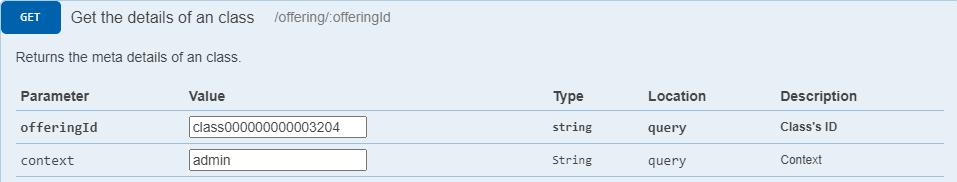 GET Get the details of an class /offering/:offeringId
Returns the meta details of an class.
Parameter Value Type Location Description
offeringId class000000000003204 string query Class's ID
context admin String query Context